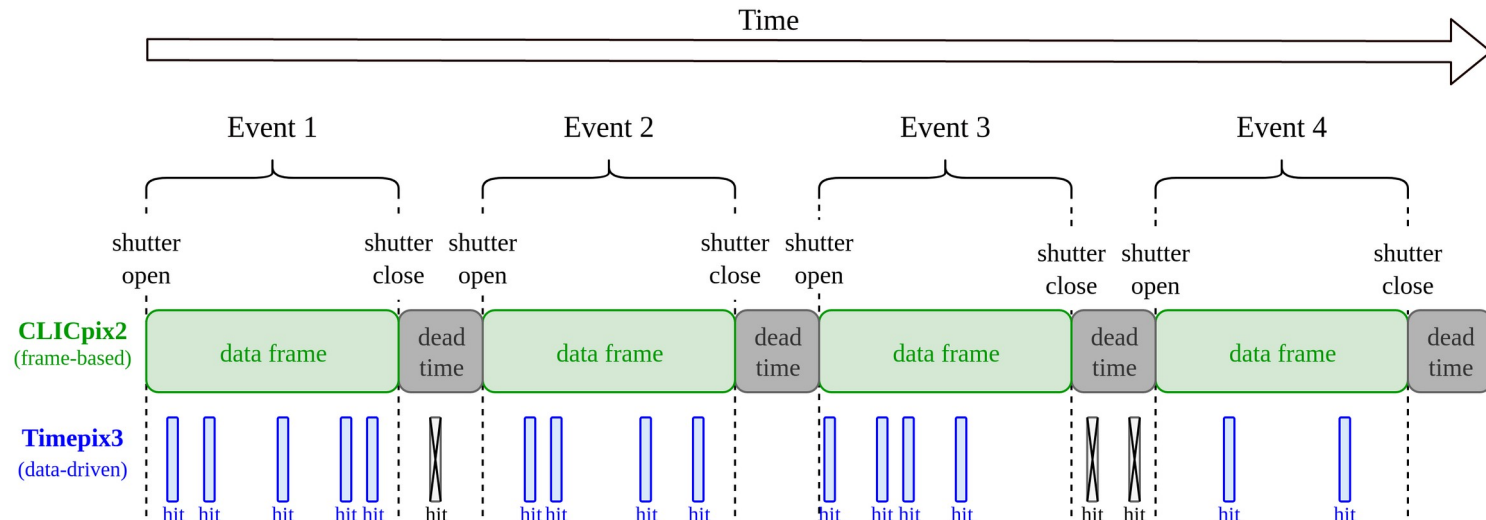 Time
Event 1 Event 2 Event 3 Event 4
shutter shutter shutter shutter shutter shutter shutter shutter
open close open close open close open close
CLICpix2
(frame-based)
data frame
dead
time
data frame
dead
time
data frame
dead
time
data frame
dead
time
Timepix3
(data-driven)
hit hit hit hit hit hit hit hit hit hit hit hit hit hit hit hit hit hit